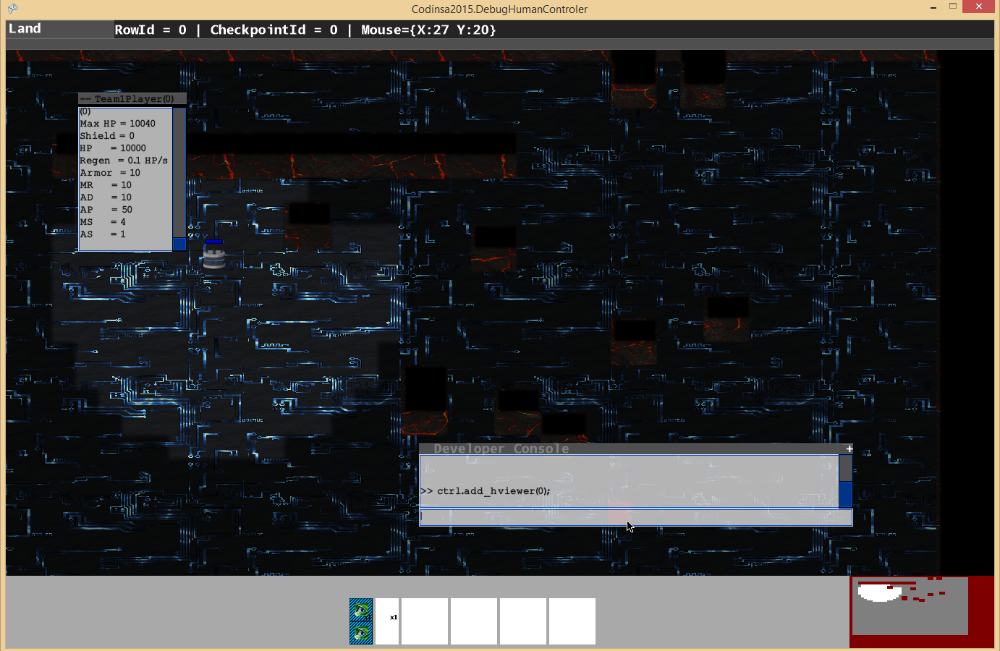 Codinsa2015.DebugHumanControler
Land
RowId = 0 | CheckpointId = 0 | Mouse={X:27 Y:20}
-- Team1Player(0)
(0)
Max HP = 10040
Shield = 0
HP = 10000
Regen = 0.1 HP/s
Armor = 10
MR = 10
AD = 10
AP = 50
MS = 4
AS = 1
Developer Console
+
>> ctrl.add_hviewer(0);
x1